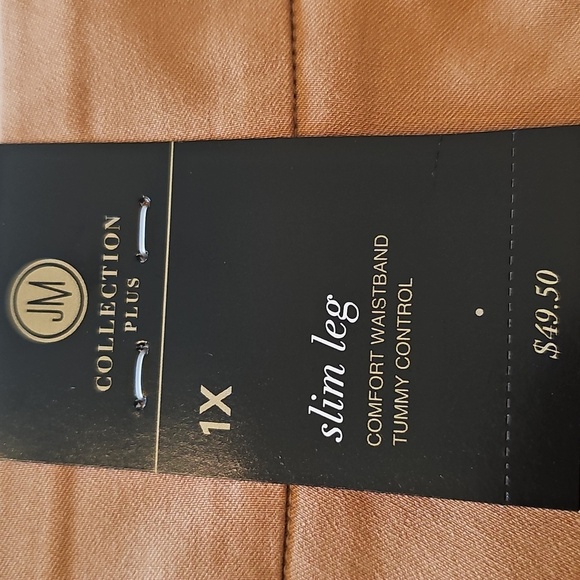 JM
COLLECTION
PLUS
1X
slim leg
COMFORT WAISTBAND
TUMMY CONTROL
$49.50